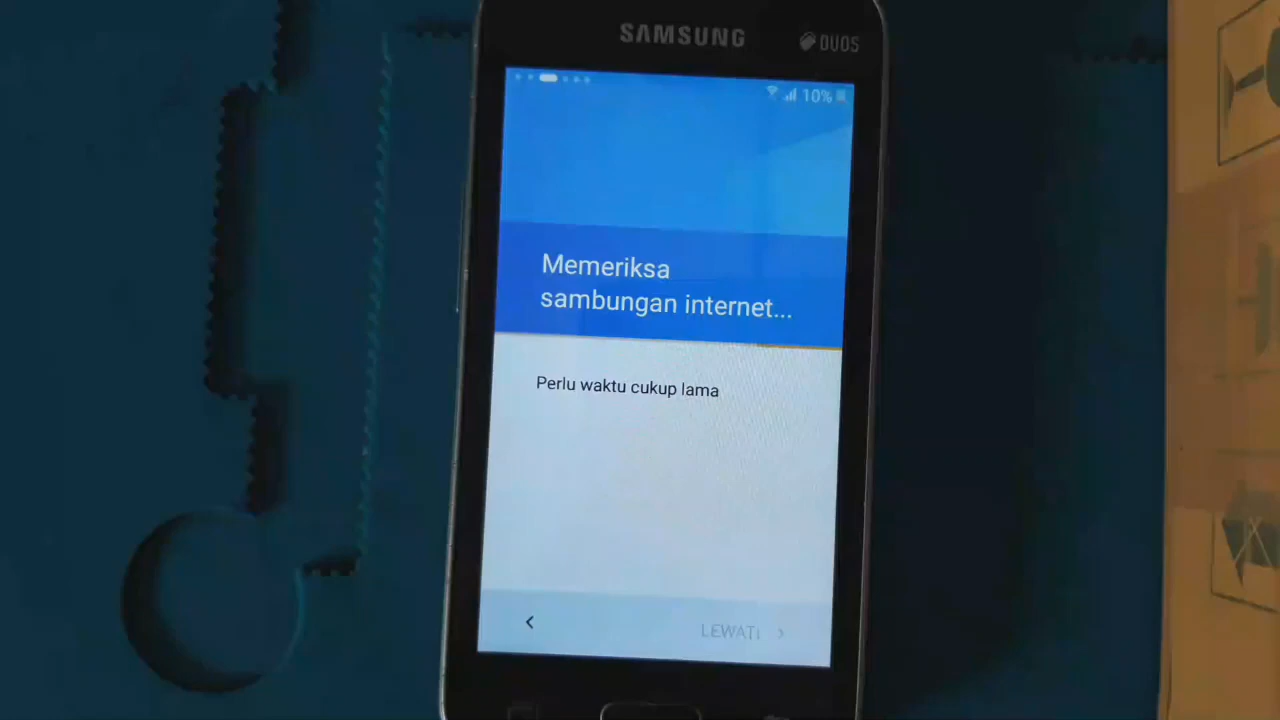 SAMSUNG
DUOS
10%
Memeriksa
sambungan internet...
Perlu waktu cukup lama
LEWATI